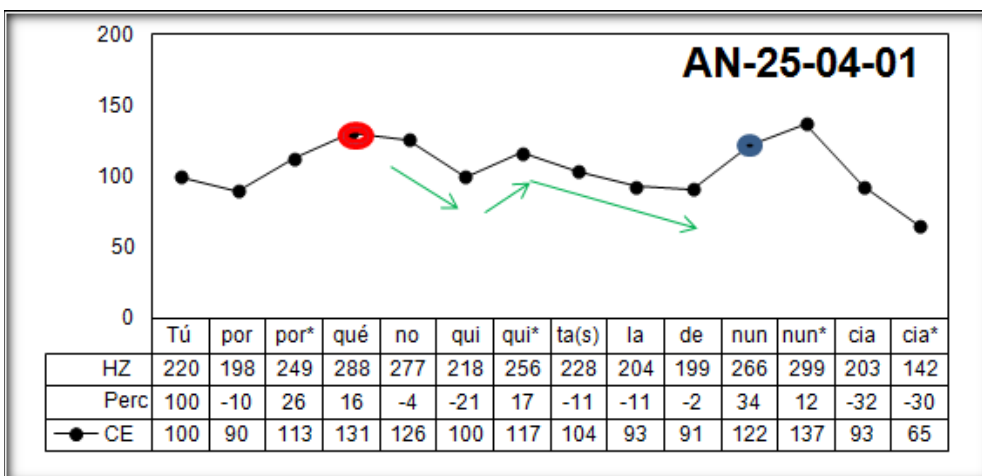 AN-25-04-01
200
150
100
50
0
Tú por por* qué no qui qui* ta(s) la de nun nun* cia cia*
HZ 220 198 249 288 277 218 256 228 204 199 266 299 203 142
Perc 100 -10 26 16 -4 -21 17 -11 -11 -2 34 12 -32 -30
CE 100 90 113 131 126 100 117 104 93 91 122 137 93 65